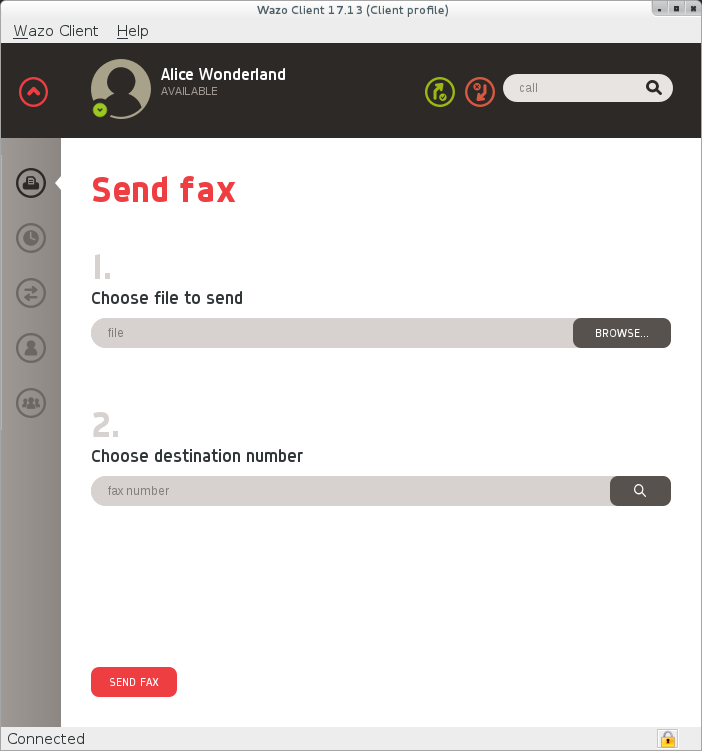 Wazo Client 17.13 (Client profile)
Wazo Client Help
Alice Wonderland
AVAILABLE
call
Send fax
1.
Choose file to send
file
BROWSE...
2.
Choose destination number
fax number
SEND FAX
Connected